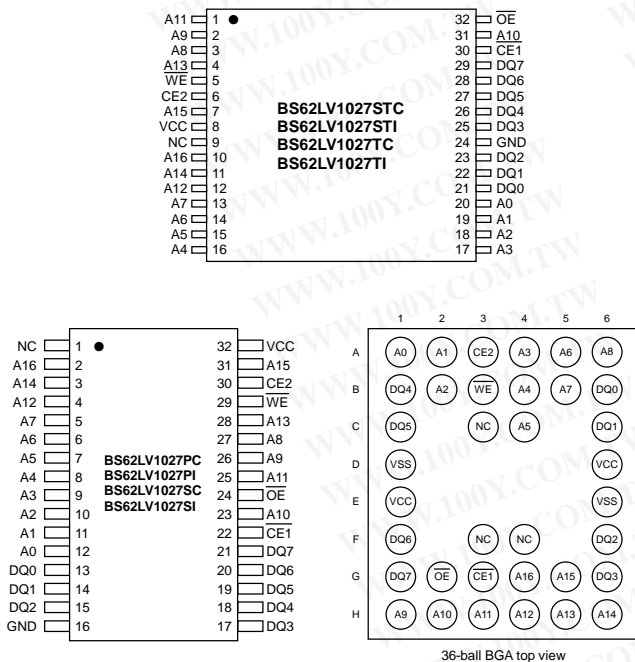 A11 1 32 OE
A9 2 31 A10
A8 3 30 CE1
A13 4 29 DQ7
WE 5 28 DQ6
CE2 6 27 DQ5
A15 7 BS62LV1027STC 26 DQ4
VCC 8 BS62LV1027STI 25 DQ3
NC 9 BS62LV1027TC 24 GND
A16 10 BS62LV1027TI 23 DQ2
A14 11 22 DQ1
A12 12 21 DQ0
A7 13 20 A0
A6 14 19 A1
A5 15 18 A2
A4 16 17 A3
NC 1 32 VCC
A16 2 31 A15
A14 3 30 CE2
A12 4 29 WE
A7 5 28 A13
A6 6 27 A8
A5 7 BS62LV1027PC 26 A9
A4 8 BS62LV1027PI 25 A11
A3 9 BS62LV1027SC 24 OE
A2 10 BS62LV1027SI 23 A10
A1 11 22 CE1
A0 12 21 DQ7
DQ0 13 20 DQ6
DQ1 14 19 DQ5
DQ2 15 18 DQ4
GND 16 17 DQ3
1 2 3 4 5 6
A A0 A1 CE2 A3 A6 A8
B DQ4 A2 WE A4 A7 DQ0
C DQ5 NC A5 DQ1
D VSS VCC
E VCC VSS
F DQ6 NC NC DQ2
G DQ7 OE CE1 A16 A15 DQ3
H A9 A10 A11 A12 A13 A14
36-ball BGA top view
WWW.100Y.COM.TW